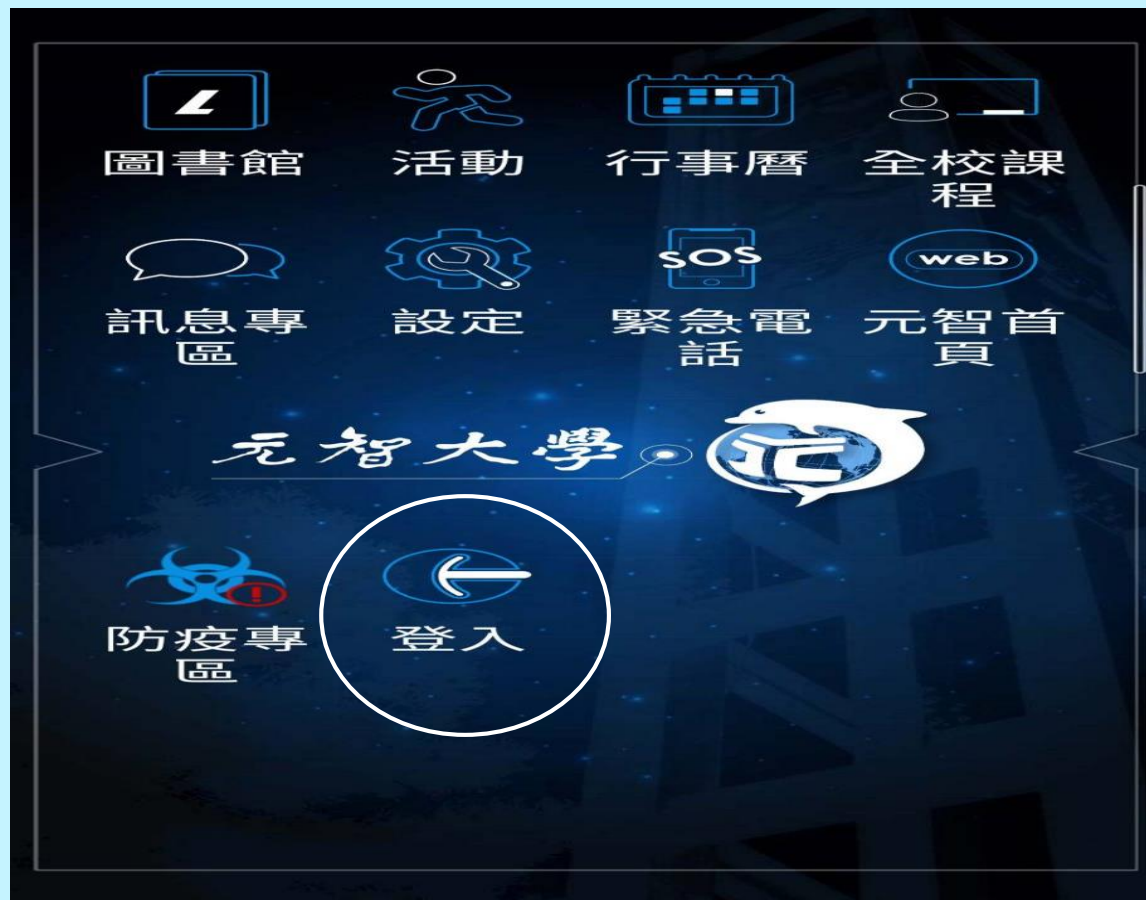 圖書館 活動 行事曆 全校課
程
訊息專 設定 SOS 緊急電 web 元智首
區 話 頁
元智大學
防疫專 登入
區